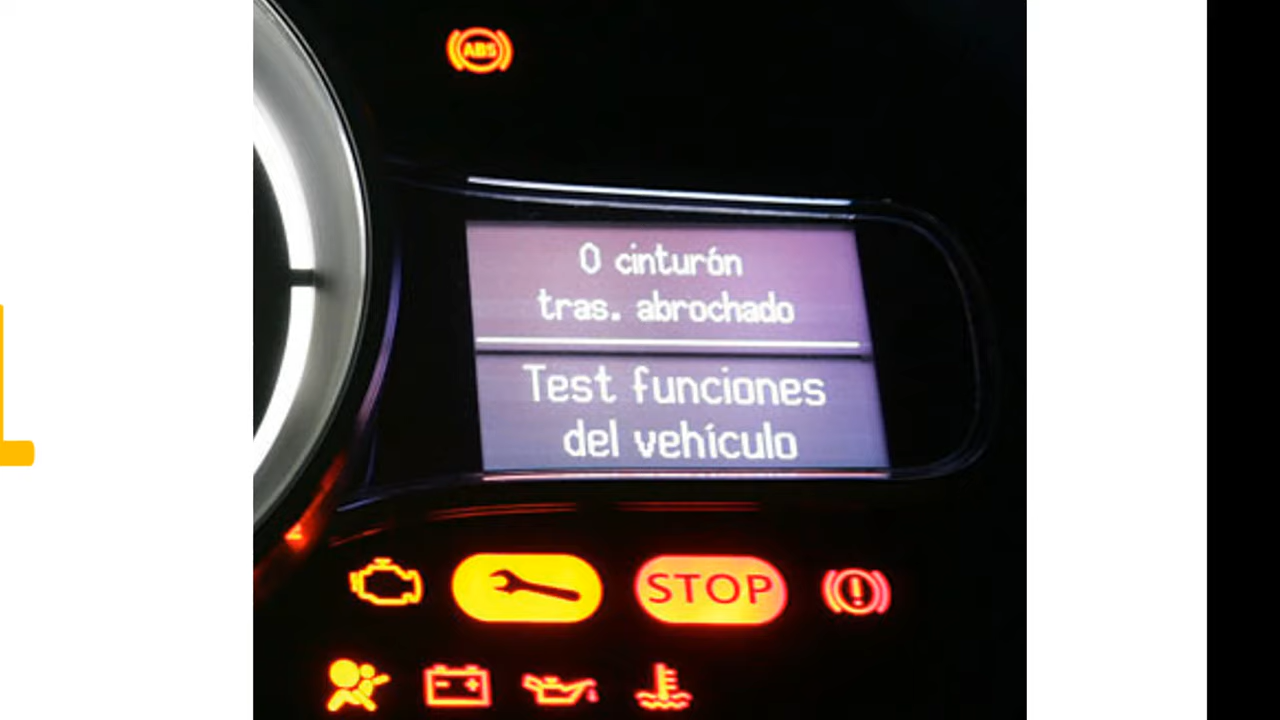 ABS
0 cinturón
tras. abrochado
Test funciones
del vehículo
STOP